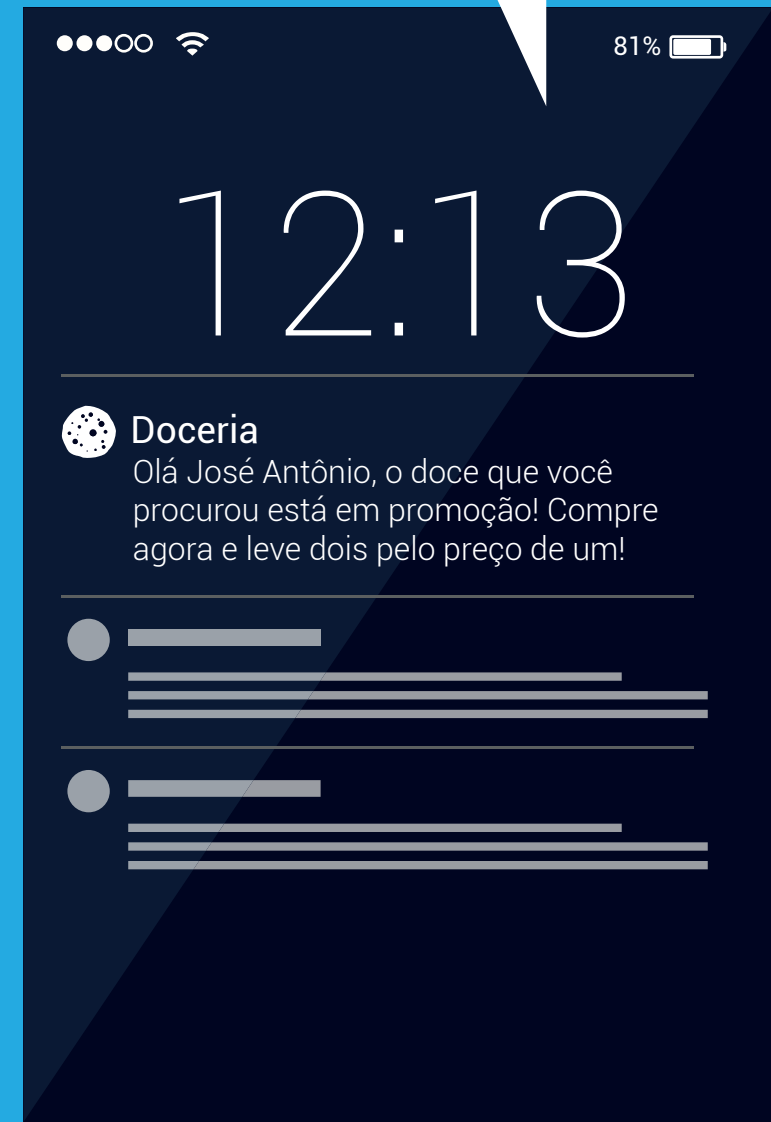 81%
12:13
Doceria
Olá José Antônio, o doce que você
procurou está em promoção! Compre
agora e leve dois pelo preço de um!